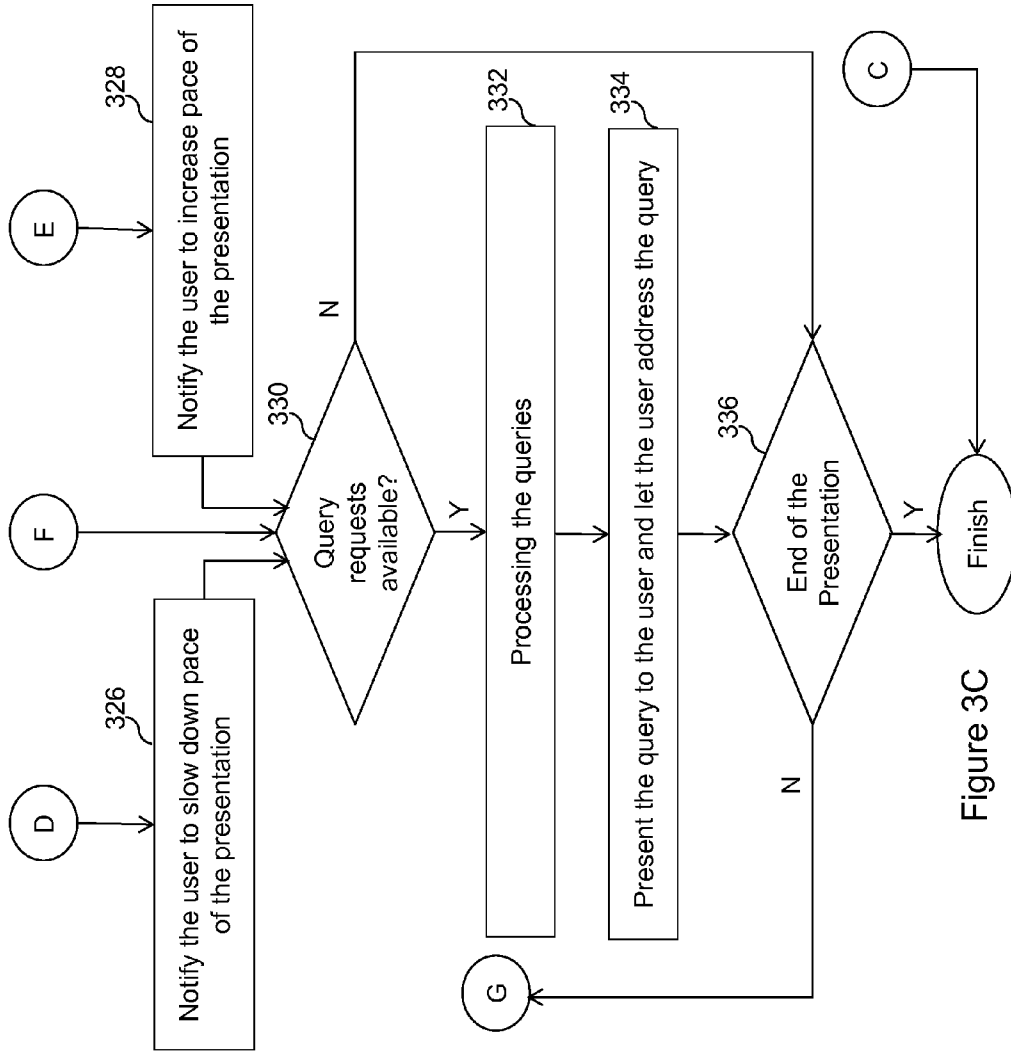 D
F
E
326
328
Notify the user to slow down pace
of the presentation
Notify the user to increase pace of
the presentation
330
Query
requests
available?
N
Y
332
Processing the queries
334
Present the query to the user and let the user address the query
G
336
End of the
Presentation
N
Y
C
Finish
Figure 3C